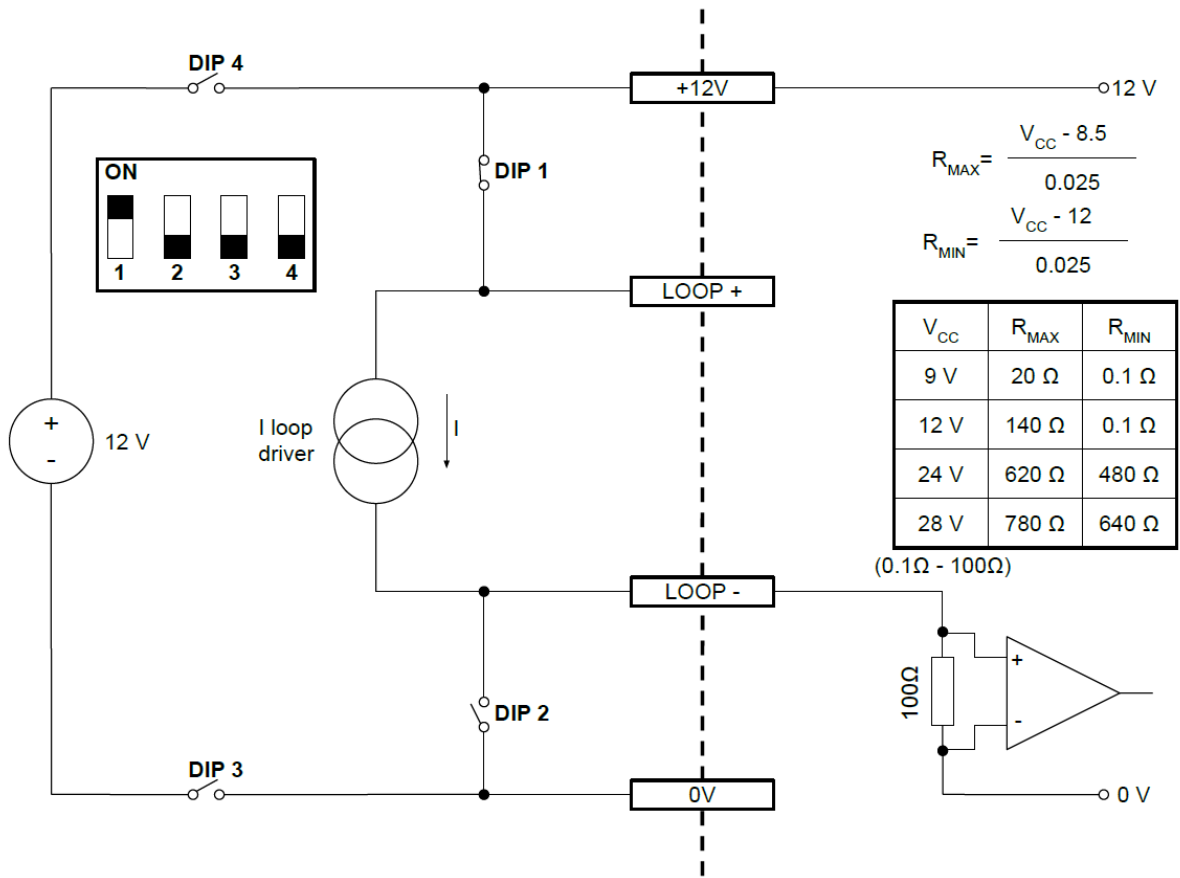 DIP 4
+12V
12 V
ON
1 2 3 4
DIP 1
R_MAX = (V_CC - 8.5) / 0.025
R_MIN = (V_CC - 12) / 0.025
LOOP +
V_CC R_MAX R_MIN
9 V 20 Ω 0.1 Ω
12 V 140 Ω 0.1 Ω
24 V 620 Ω 480 Ω
28 V 780 Ω 640 Ω
+
-
12 V
I loop
driver
I
(0.1Ω - 100Ω)
LOOP -
100Ω
+
-
DIP 2
DIP 3
0V
0 V